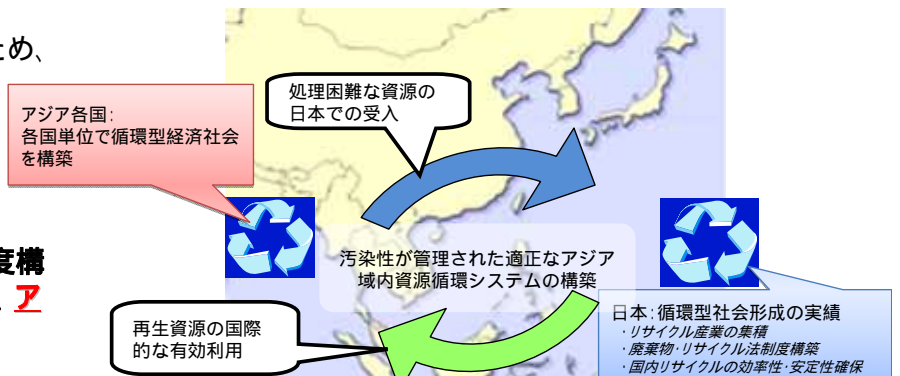 ため、
アジア各国：
各国単位で循環型経済社会
を構築
処理困難な資源の
日本での受入
度構
ア
汚染性が管理された適正なアジア
域内資源循環システムの構築
再生資源の国際
的な有効利用
日本：循環型社会形成の実績
・リサイクル産業の集積
・廃棄物・リサイクル法制度構築
・国内リサイクルの効率性・安定性確保